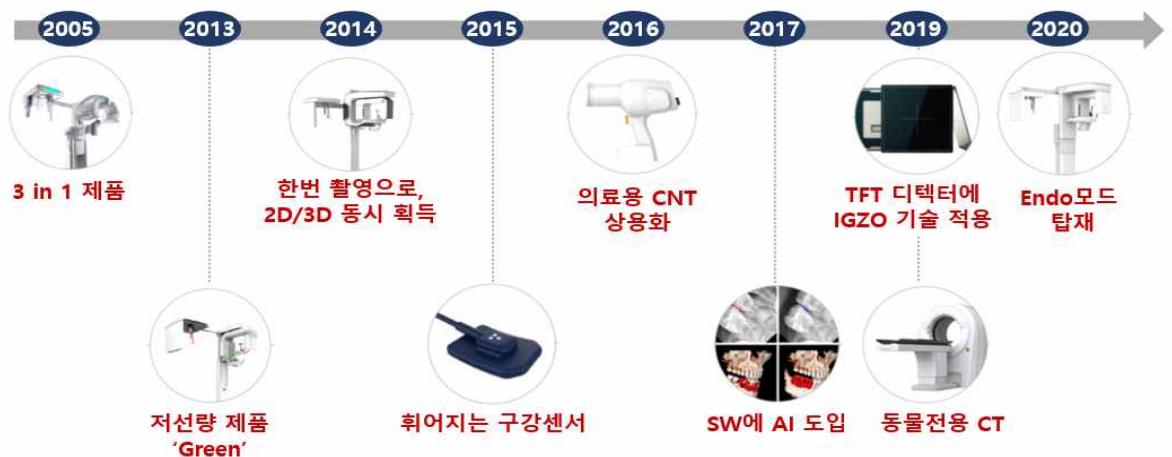 2005 2013 2014 2015 2016 2017 2019 2020
3 in 1 제품
한번 촬영으로,
2D/3D 동시 획득
의료용 CNT
상용화
TFT 디텍터에
IGZO 기술 적용
Endo모드
탑재
저선량 제품
‘Green’
휘어지는 구강센서
SW에 AI 도입
동물전용 CT